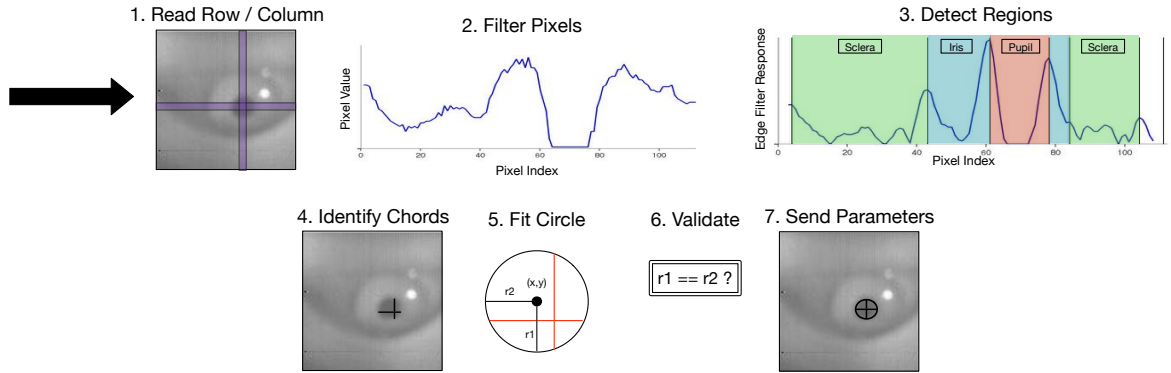 1. Read Row / Column
2. Filter Pixels
Pixel Value
0 20 40 60 80 100
Pixel Index
3. Detect Regions
Edge Filter Response
Sclera Iris Pupil Sclera
0 20 40 60 80 100
Pixel Index
4. Identify Chords
5. Fit Circle
(x,y)
r2
r1
6. Validate
r1 == r2 ?
7. Send Parameters